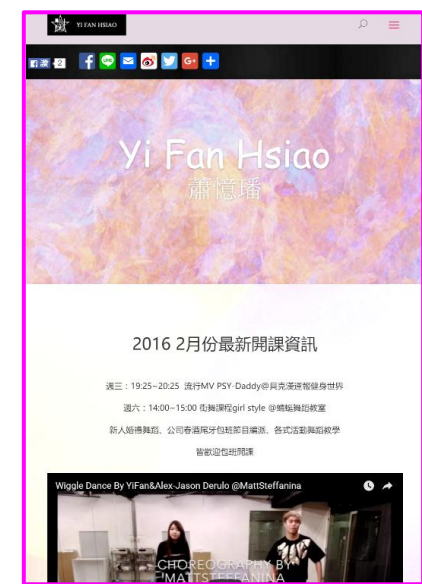 YI FAN HSIAO
讚 2
LINE
G+
Yi Fan Hsiao
蕭憶璠
2016 2月份最新開課資訊
週三：19:25~20:25 流行MV PSY-Daddy@貝克漢運報健身世界
週六：14:00~15:00 街舞課程girl style @蜻蜓舞蹈教室
新人婚禮舞蹈、公司春酒尾牙包班節目編派、各式活動舞蹈教學
皆歡迎包班開課
Wiggle Dance By YiFan&Alex-Jason Derulo @MattSteffanina
CHOREOGRAPHY BY
MATTSTEFFANINA